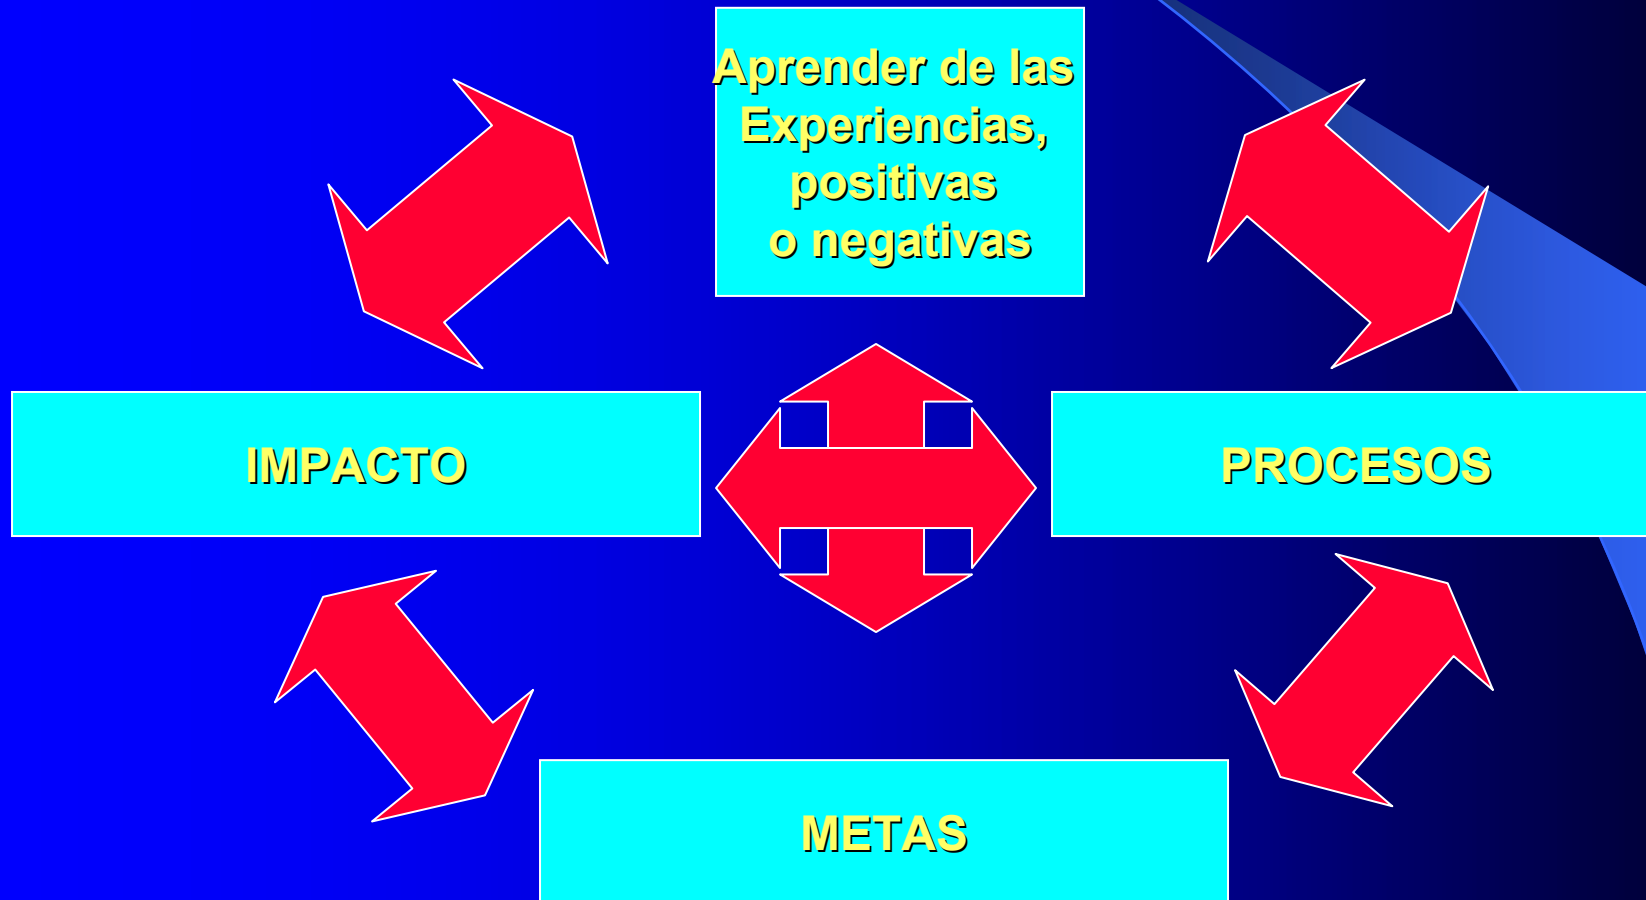 Aprender de las
Experiencias,
positivas
o negativas
IMPACTO
PROCESOS
METAS